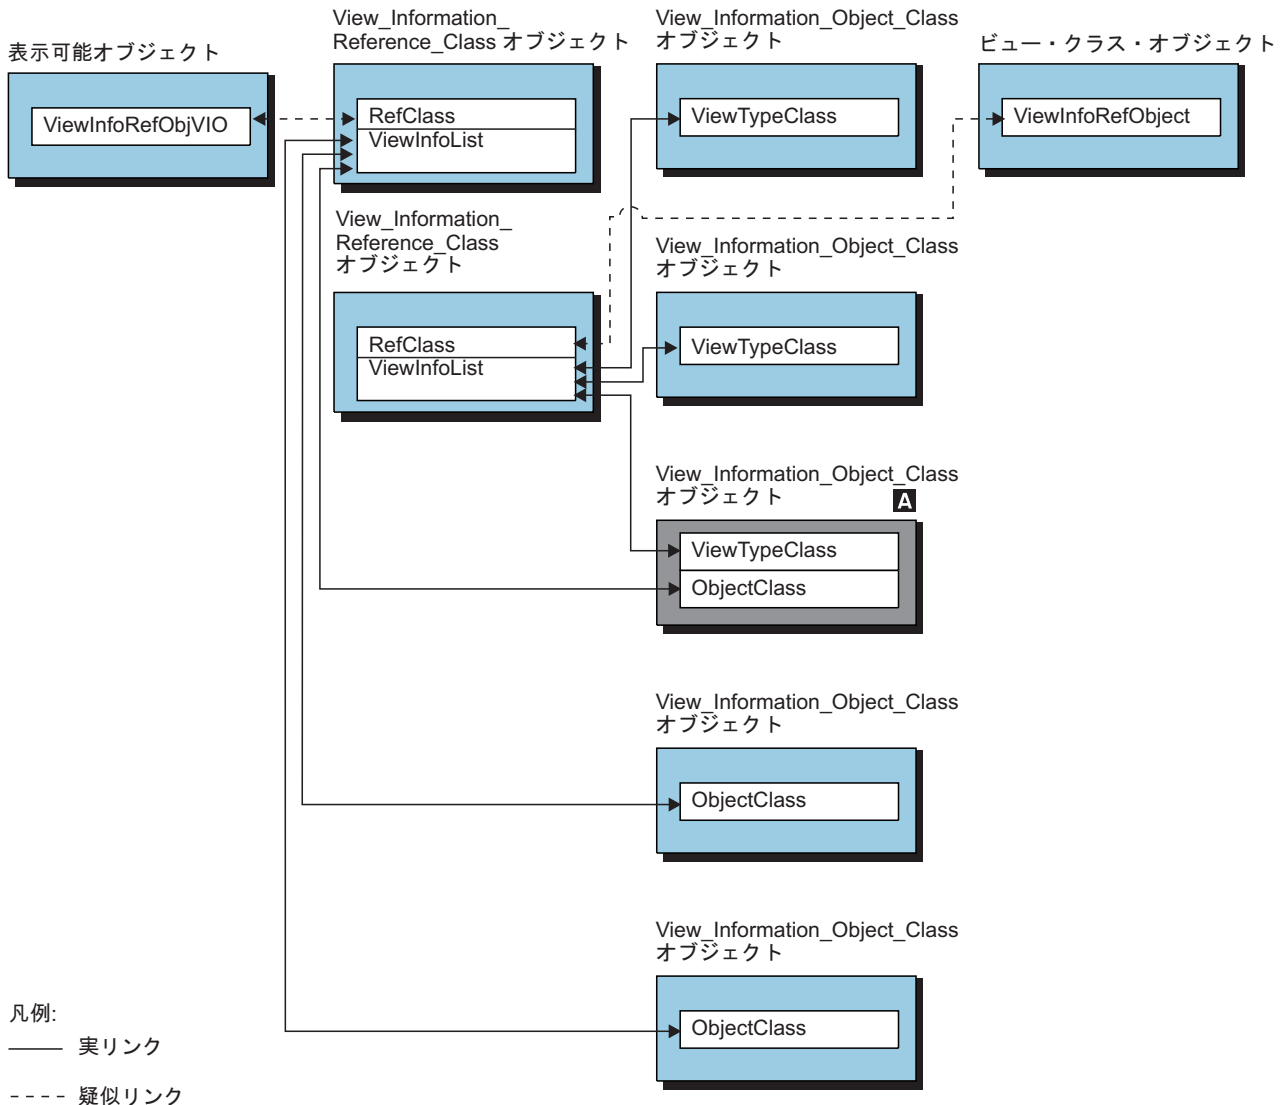 表示可能オブジェクト
ViewInfoRefObjVIO
View_Information_
Reference_Class オブジェクト
RefClass
ViewInfoList
View_Information_Object_Class
オブジェクト
ViewTypeClass
ビュー・クラス・オブジェクト
ViewInfoRefObject
View_Information_
Reference_Class
オブジェクト
RefClass
ViewInfoList
View_Information_Object_Class
オブジェクト
ViewTypeClass
View_Information_Object_Class
オブジェクト
A
ViewTypeClass
ObjectClass
View_Information_Object_Class
オブジェクト
ObjectClass
View_Information_Object_Class
オブジェクト
ObjectClass
凡例:
実リンク
疑似リンク